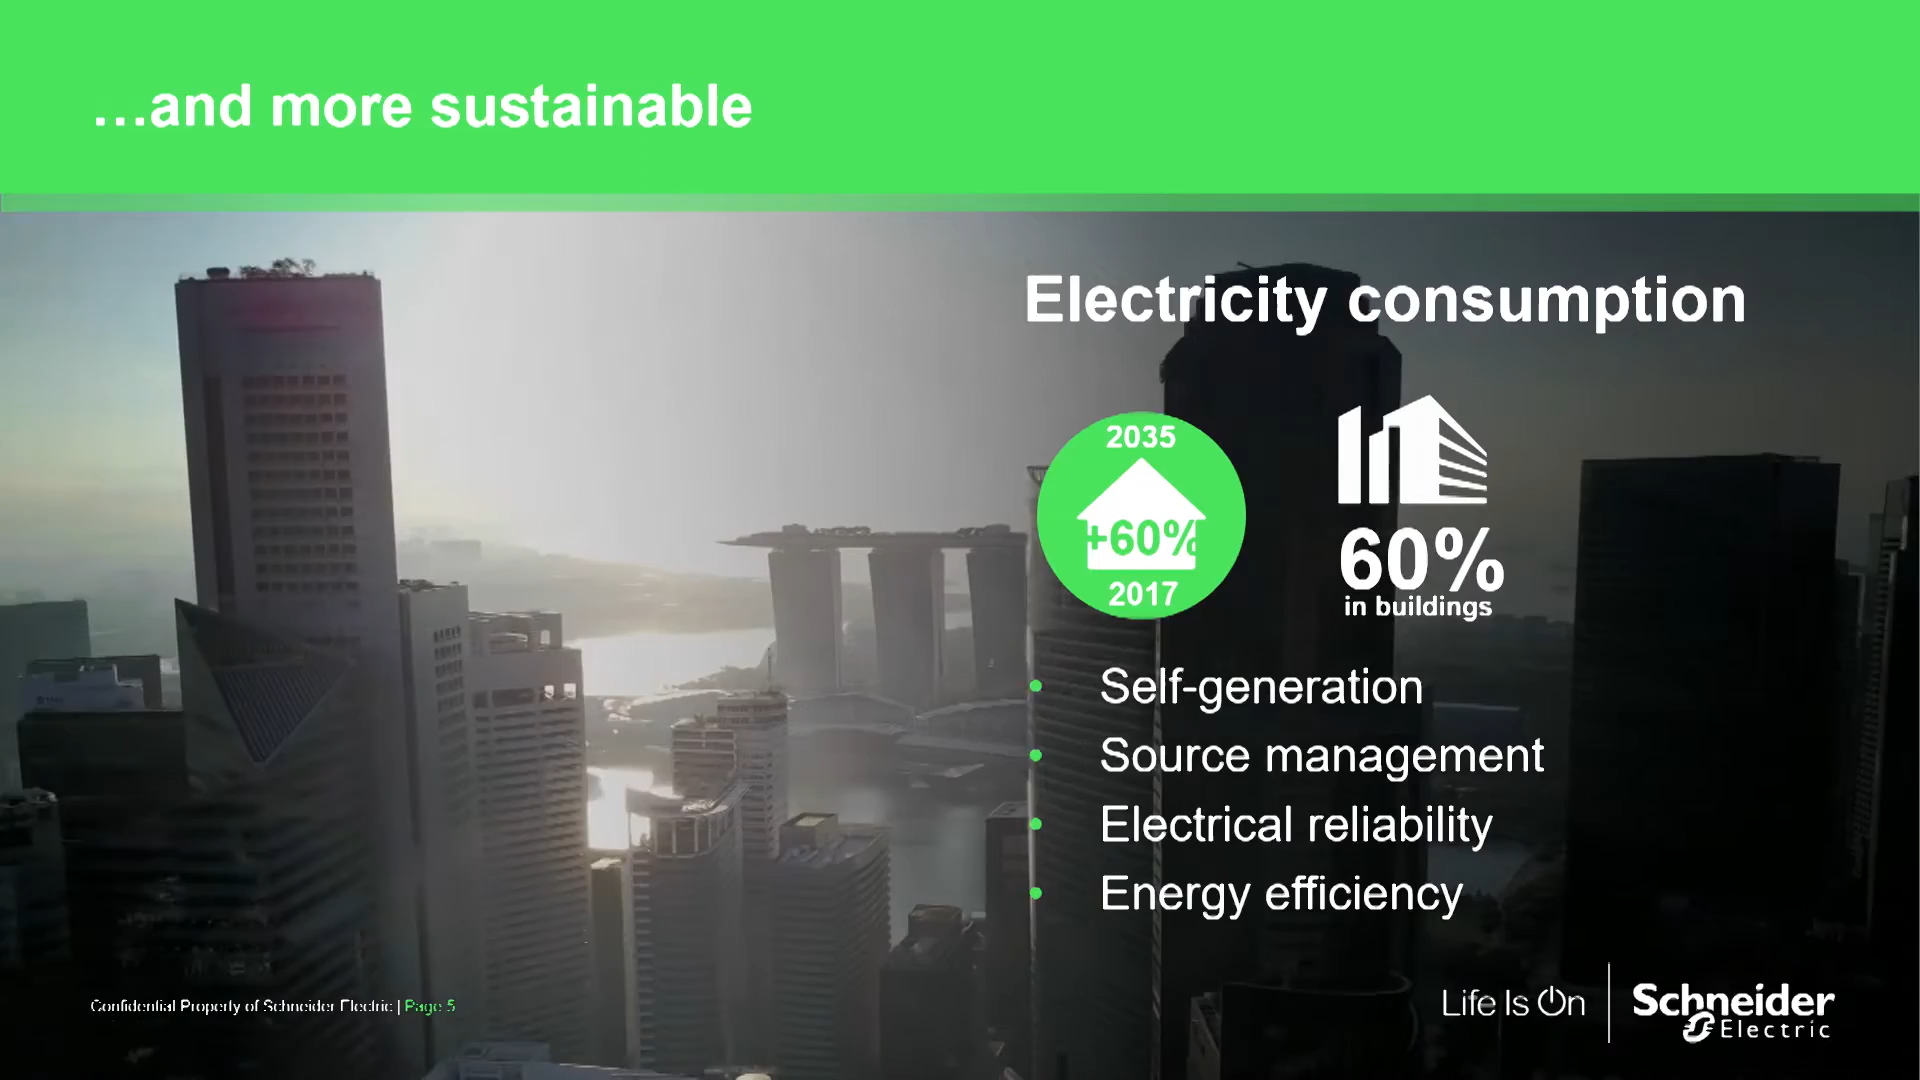 …and more sustainable
Electricity consumption
2035
+60%
2017
60%
in buildings
• Self-generation
• Source management
• Electrical reliability
• Energy efficiency
Confidential Property of Schneider Electric | Page 5
Life Is On
Schneider
Electric